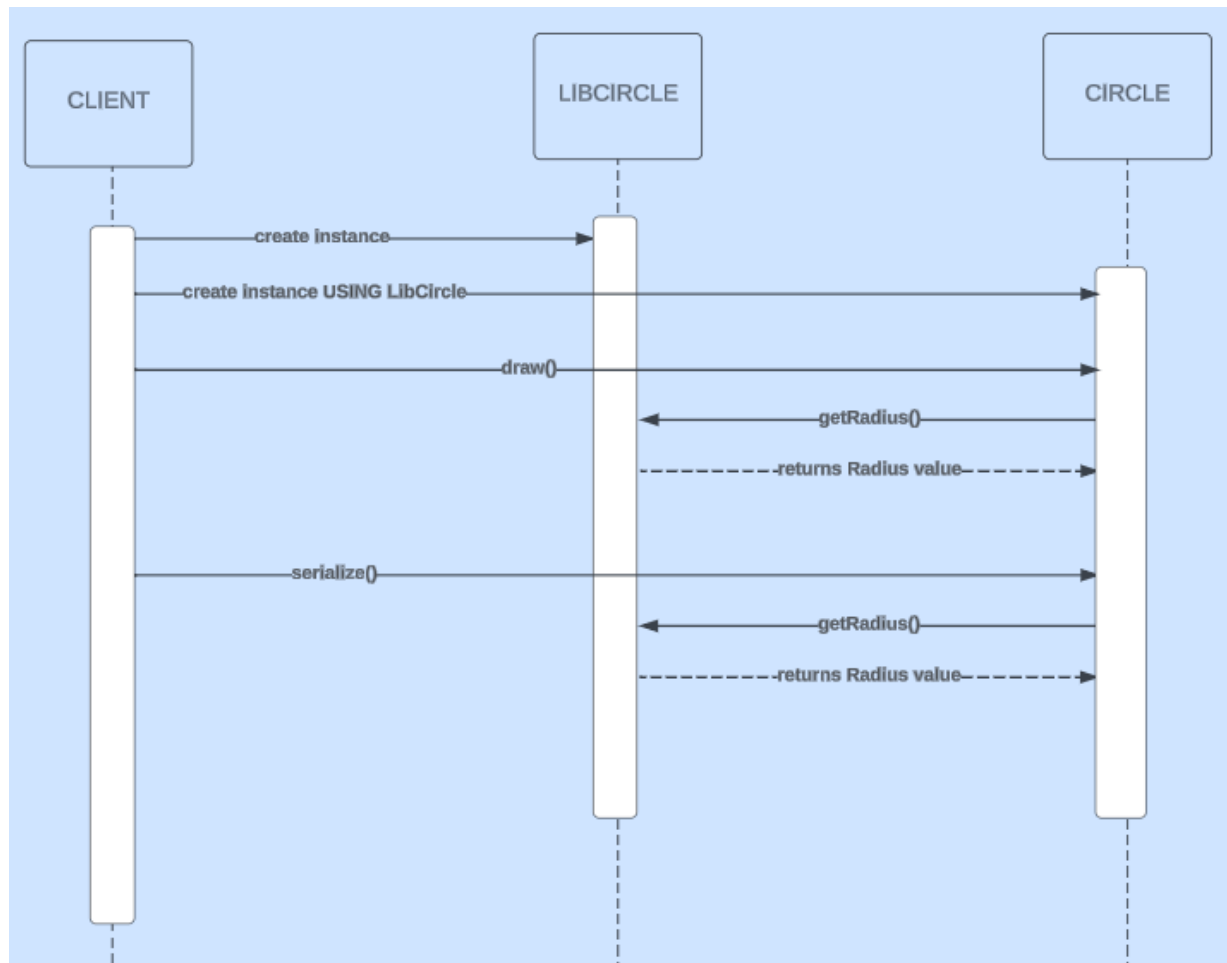 CLIENT
LIBCIRCLE
CIRCLE
create instance
create instance USING LibCircle
draw()
getRadius()
returns Radius value
serialize()
getRadius()
returns Radius value